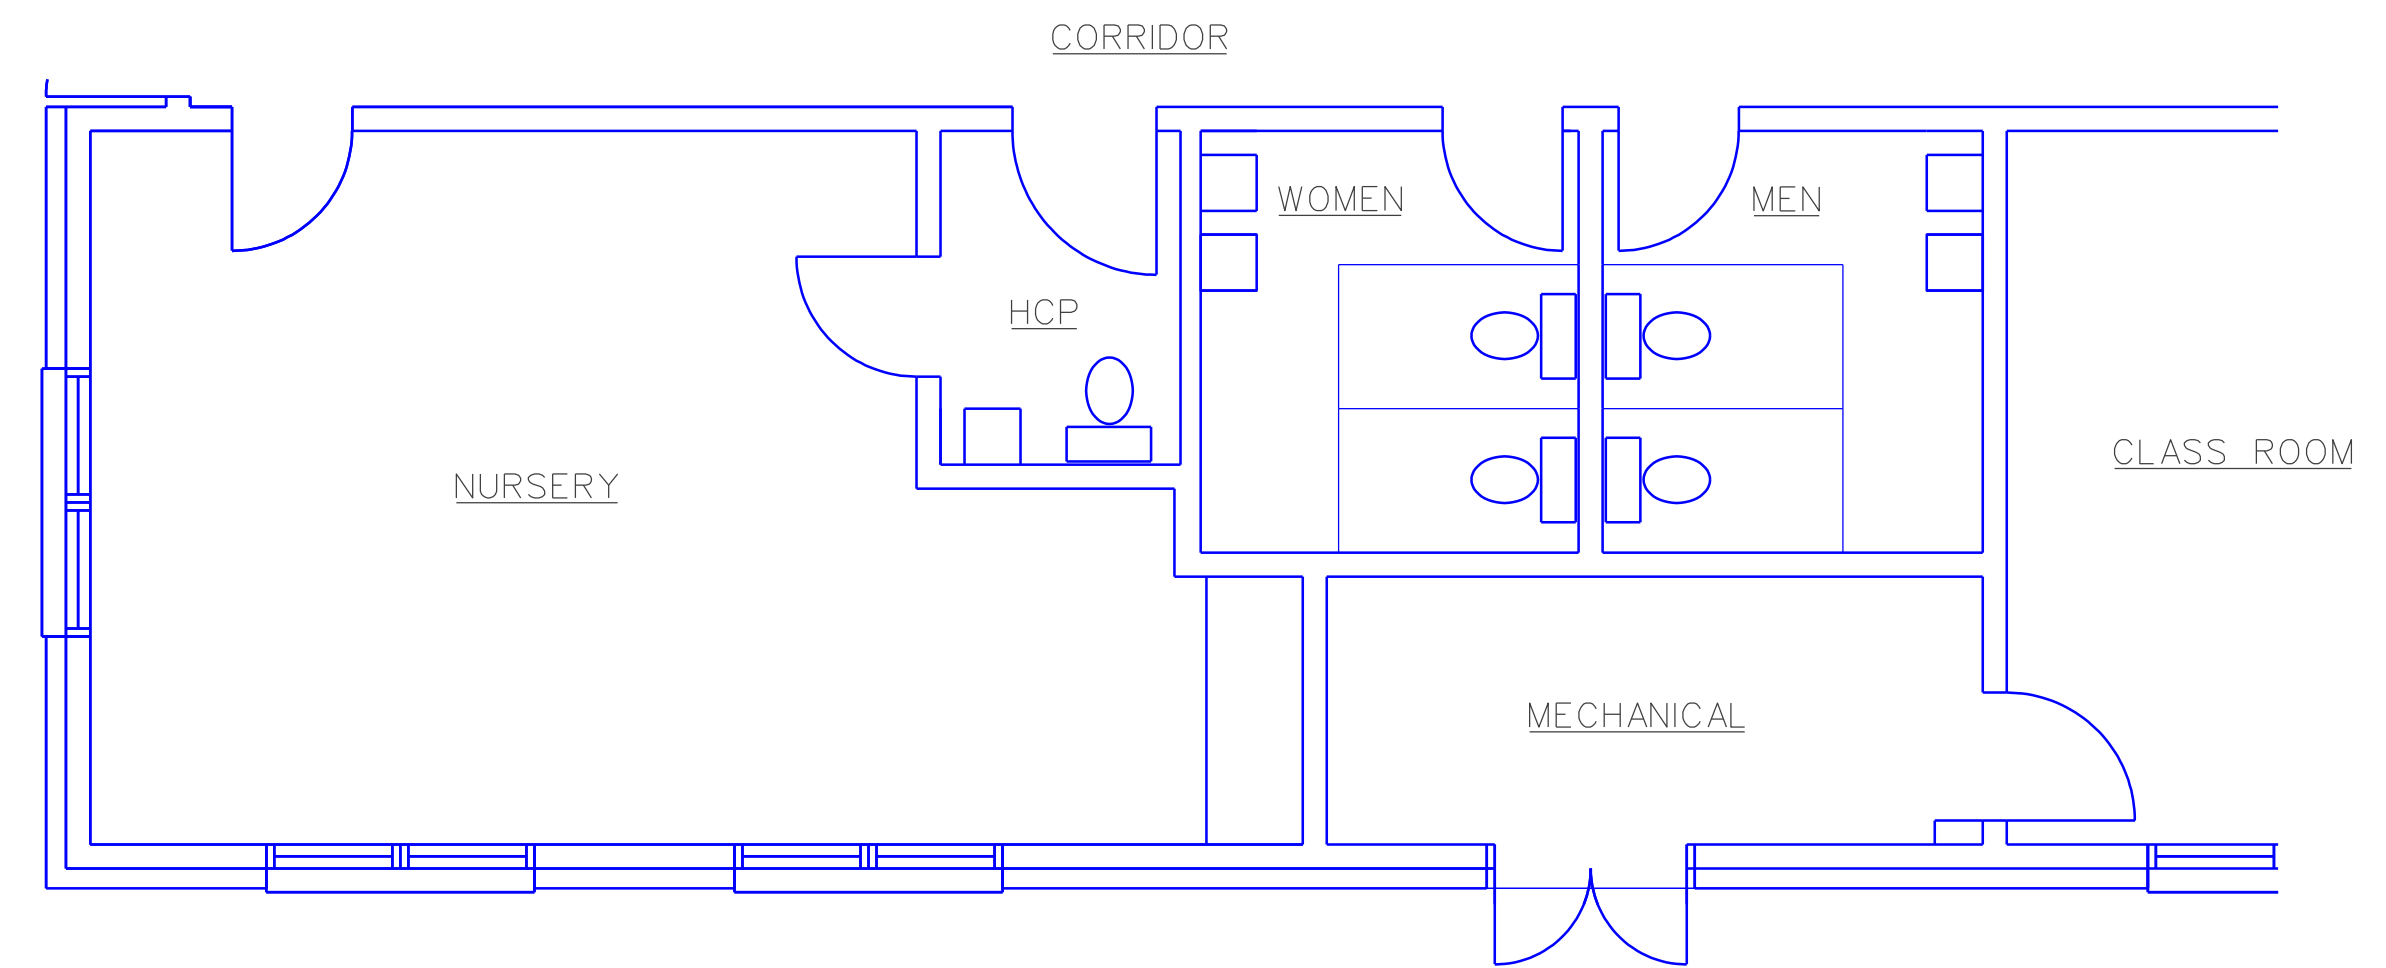 CORRIDOR
WOMEN
MEN
HCP
CLASS ROOM
NURSERY
MECHANICAL